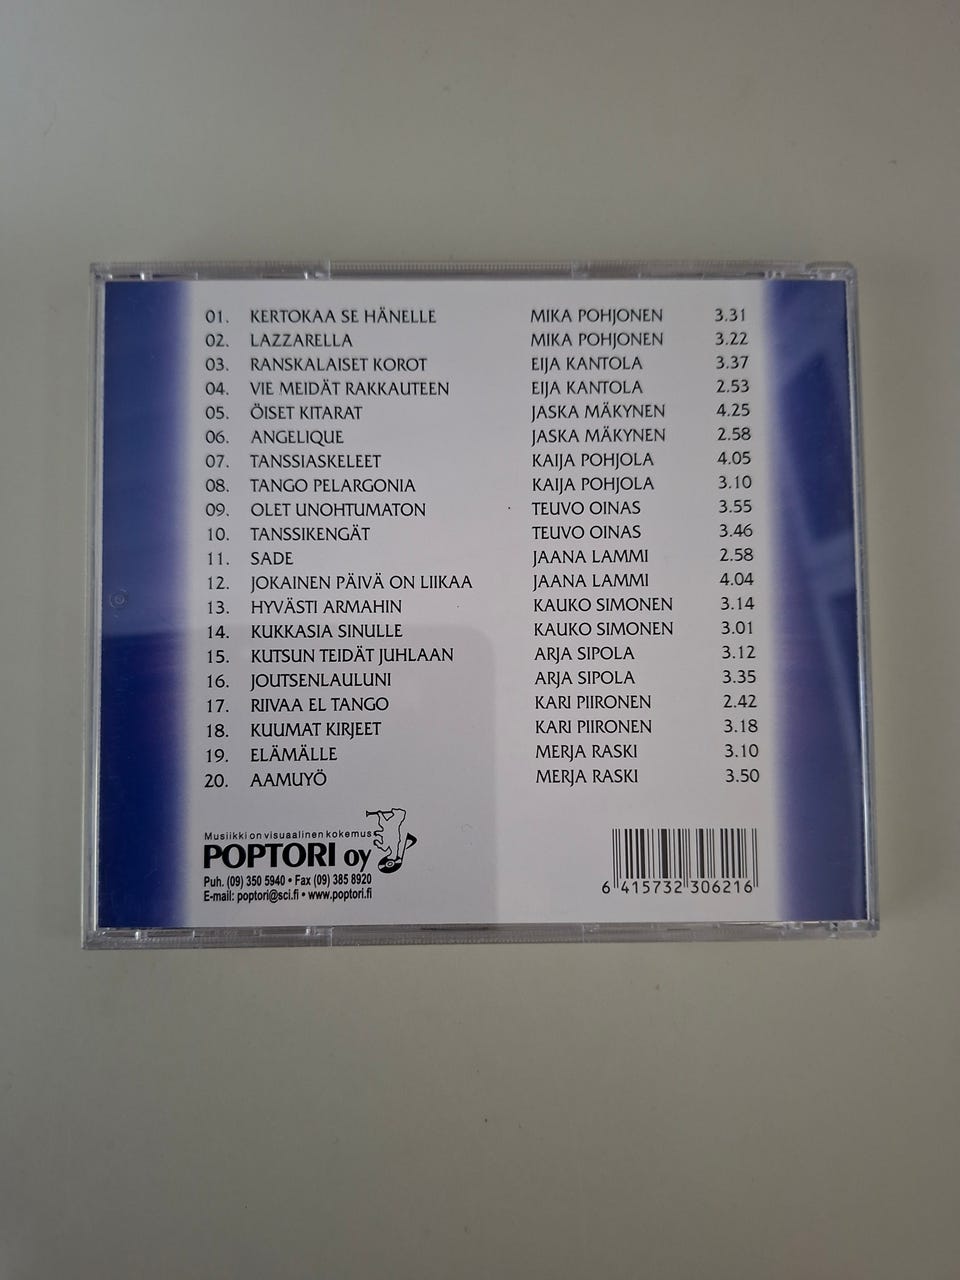 01. KERTOKAA SE HÄNELLE MIKA POHJONEN 3.31
02. LAZZARELLA MIKA POHJONEN 3.22
03. RANSKALAISET KOROT EIJA KANTOLA 3.37
04. VIE MEIDÄT RAKKAUTEEN EIJA KANTOLA 2.53
05. ÖISET KITARAT JASKA MÄKYNEN 4.25
06. ANGELIQUE JASKA MÄKYNEN 2.58
07. TANSSIASKELEET KAIJA POHJOLA 4.05
08. TANGO PELARGONIA KAIJA POHJOLA 3.10
09. OLET UNOHTUMATON TEUVO OINAS 3.55
10. TANSSIKENGÄT TEUVO OINAS 3.46
11. SADE JAANA LAMMI 2.58
12. JOKAINEN PÄIVÄ ON LIIKAA JAANA LAMMI 4.04
13. HYVÄSTI ARMAHIN KAUKO SIMONEN 3.14
14. KUKKASIA SINULLE KAUKO SIMONEN 3.01
15. KUTSUN TEIDÄT JUHLAAN ARJA SIPOLA 3.12
16. JOUTSENLAULUNI ARJA SIPOLA 3.35
17. RIIVAA EL TANGO KARI PIIRONEN 2.42
18. KUUMAT KIRJEET KARI PIIRONEN 3.18
19. ELÄMÄLLE MERJA RASKI 3.10
20. AAMUYÖ MERJA RASKI 3.50
Musiikki on visuaalinen kokemus
POPTORI oy
Puh. (09) 350 5940 • Fax (09) 385 8920
E-mail: poptori@sci.fi • www.poptori.fi
6 415732 306216